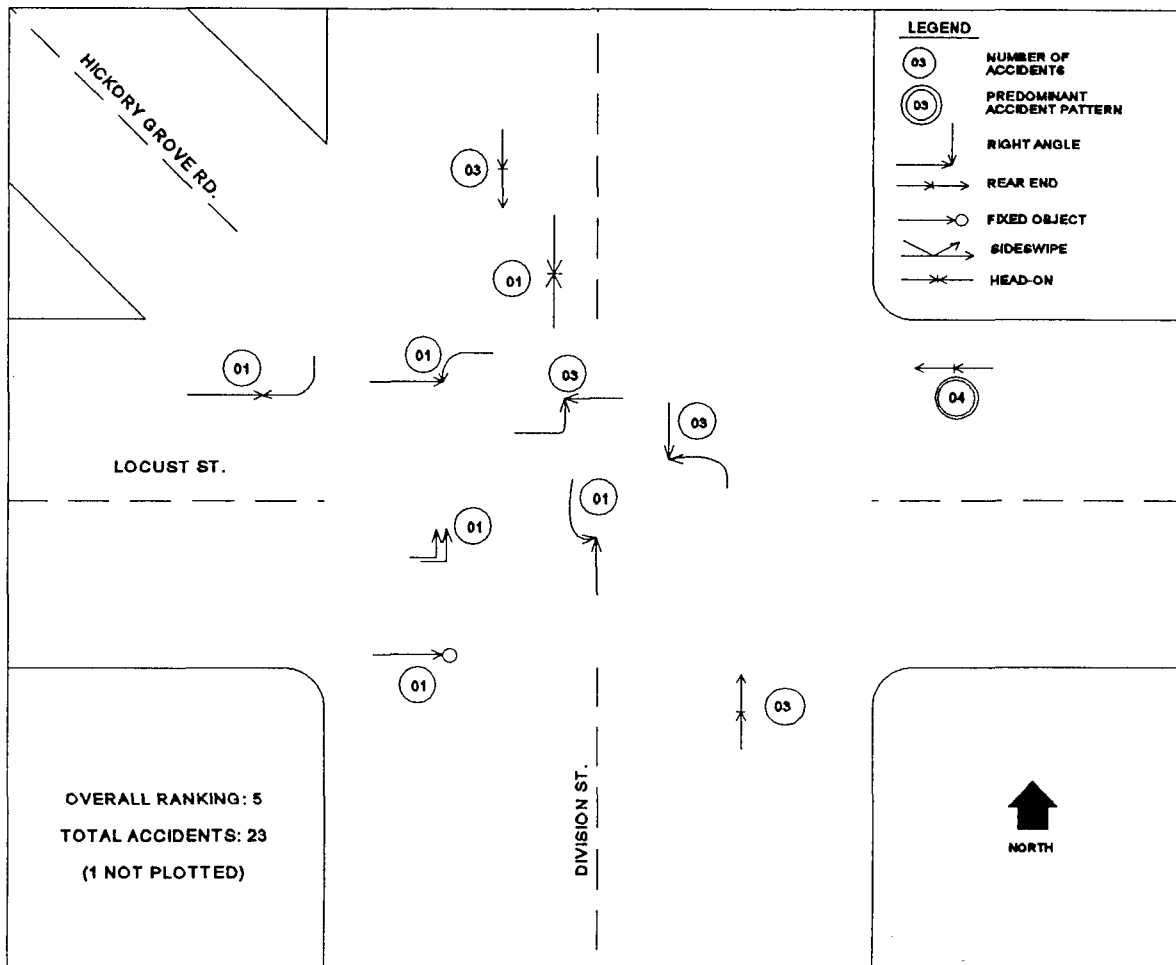 LEGEND
03
NUMBER OF
ACCIDENTS
03
PREDOMINANT
ACCIDENT PATTERN
RIGHT ANGLE
REAR END
FIXED OBJECT
SIDESWIPE
HEAD-ON
HICKORY GROVE RD.
03
01
01
01
03
04
03
LOCUST ST.
01
01
01
03
DIVISION ST.
OVERALL RANKING: 5
TOTAL ACCIDENTS: 23
(1 NOT PLOTTED)
NORTH